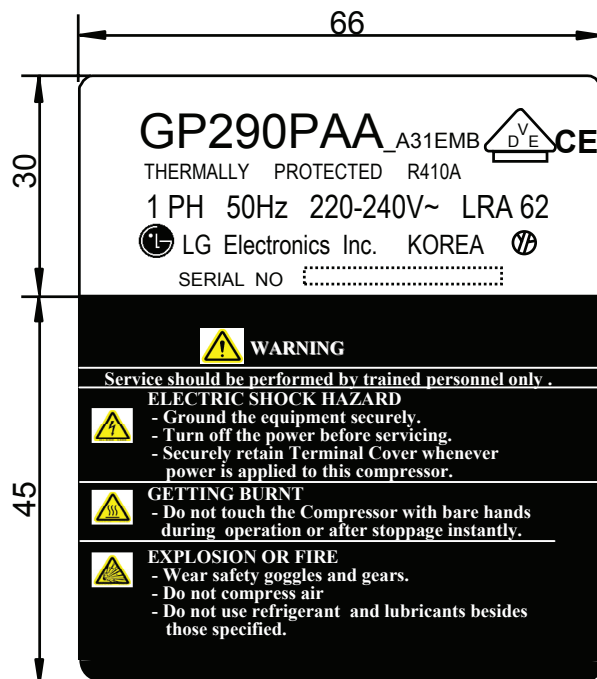 66
30
GP290PAA_A31EMB
VDE
CE
THERMALLY PROTECTED R410A
1 PH 50Hz 220-240V~ LRA 62
LG Electronics Inc. KOREA
SERIAL NO
45
WARNING
Service should be performed by trained personnel only .
ELECTRIC SHOCK HAZARD
- Ground the equipment securely.
- Turn off the power before servicing.
- Securely retain Terminal Cover whenever
power is applied to this compressor.
GETTING BURNT
- Do not touch the Compressor with bare hands
during operation or after stoppage instantly.
EXPLOSION OR FIRE
- Wear safety goggles and gears.
- Do not compress air
- Do not use refrigerant and lubricants besides
those specified.